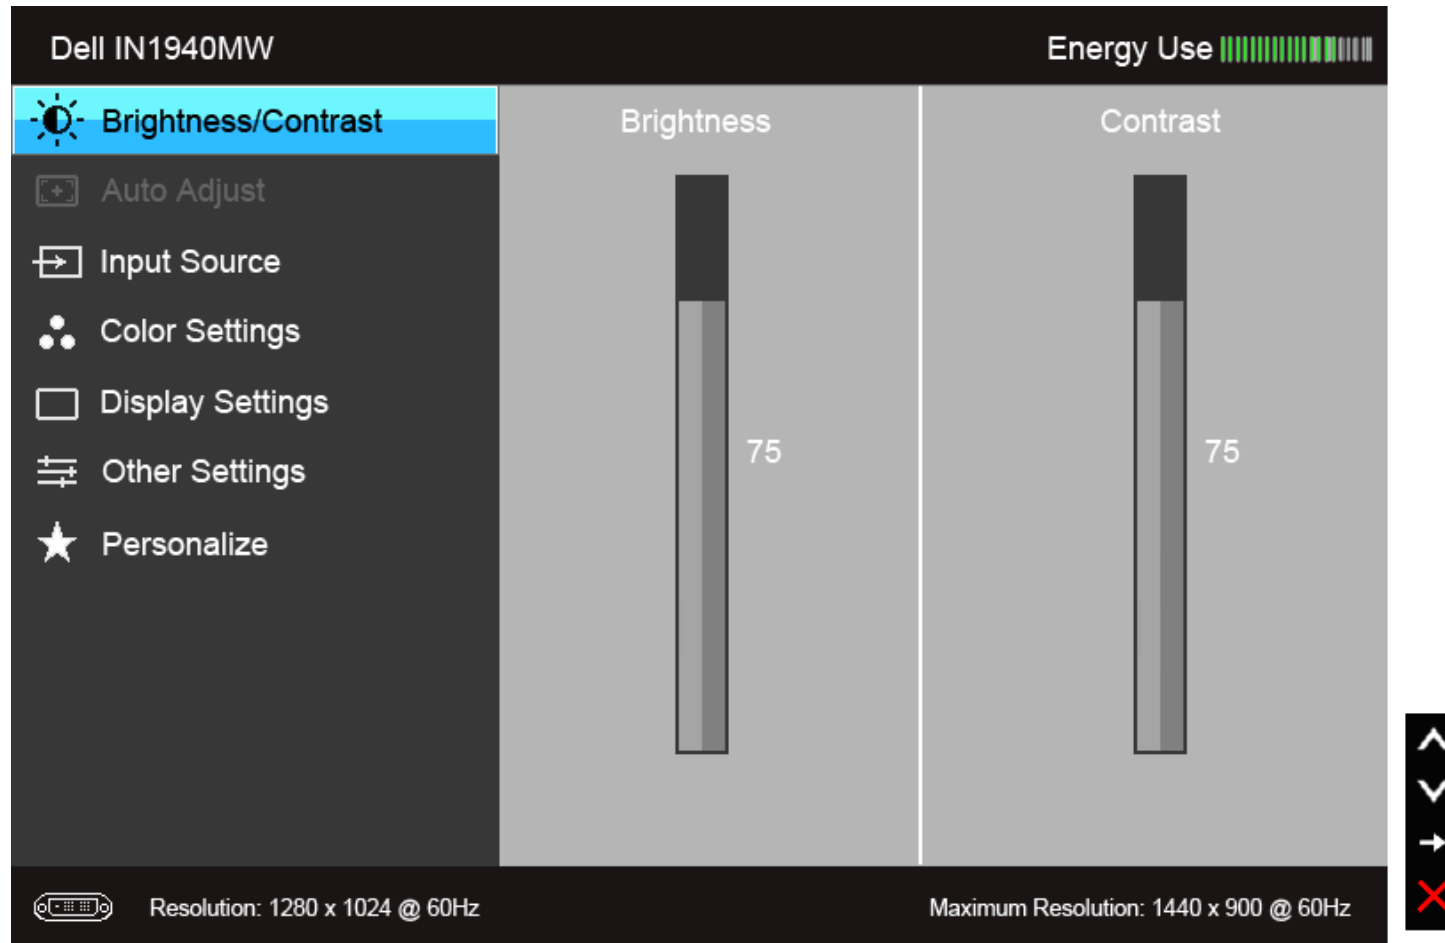 Dell IN1940MW
Energy Use
Brightness/Contrast
Auto Adjust
Input Source
Color Settings
Display Settings
Other Settings
Personalize
Brightness
75
Contrast
75
Resolution: 1280 x 1024 @ 60Hz
Maximum Resolution: 1440 x 900 @ 60Hz